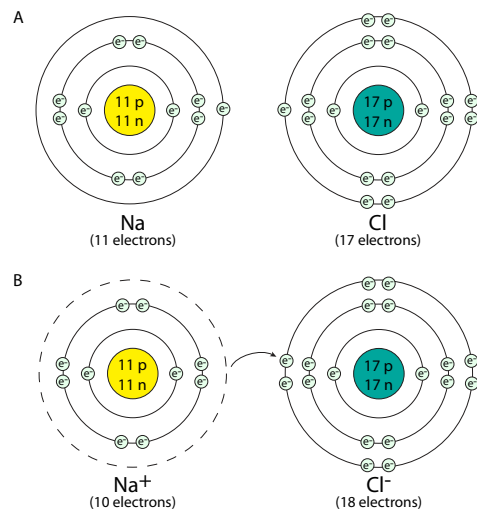 A
e⁻ e⁻
e⁻ e⁻
11 p
e⁻ e⁻ e⁻
e⁻ e⁻
11 n
e⁻ e⁻
Na
(11 electrons)
e⁻ e⁻
e⁻ e⁻
e⁻ e⁻ e⁻
17 p
e⁻ e⁻ e⁻
e⁻ e⁻ e⁻
17 n
e⁻ e⁻
e⁻ e⁻
Cl
(17 electrons)
B
e⁻ e⁻
e⁻ e⁻
11 p
e⁻ e⁻
e⁻ e⁻
11 n
e⁻ e⁻
Na⁺
(10 electrons)
e⁻ e⁻
e⁻ e⁻
e⁻ e⁻ e⁻ e⁻
17 p
e⁻ e⁻
e⁻ e⁻ e⁻ e⁻
17 n
e⁻ e⁻
e⁻ e⁻
Cl⁻
(18 electrons)